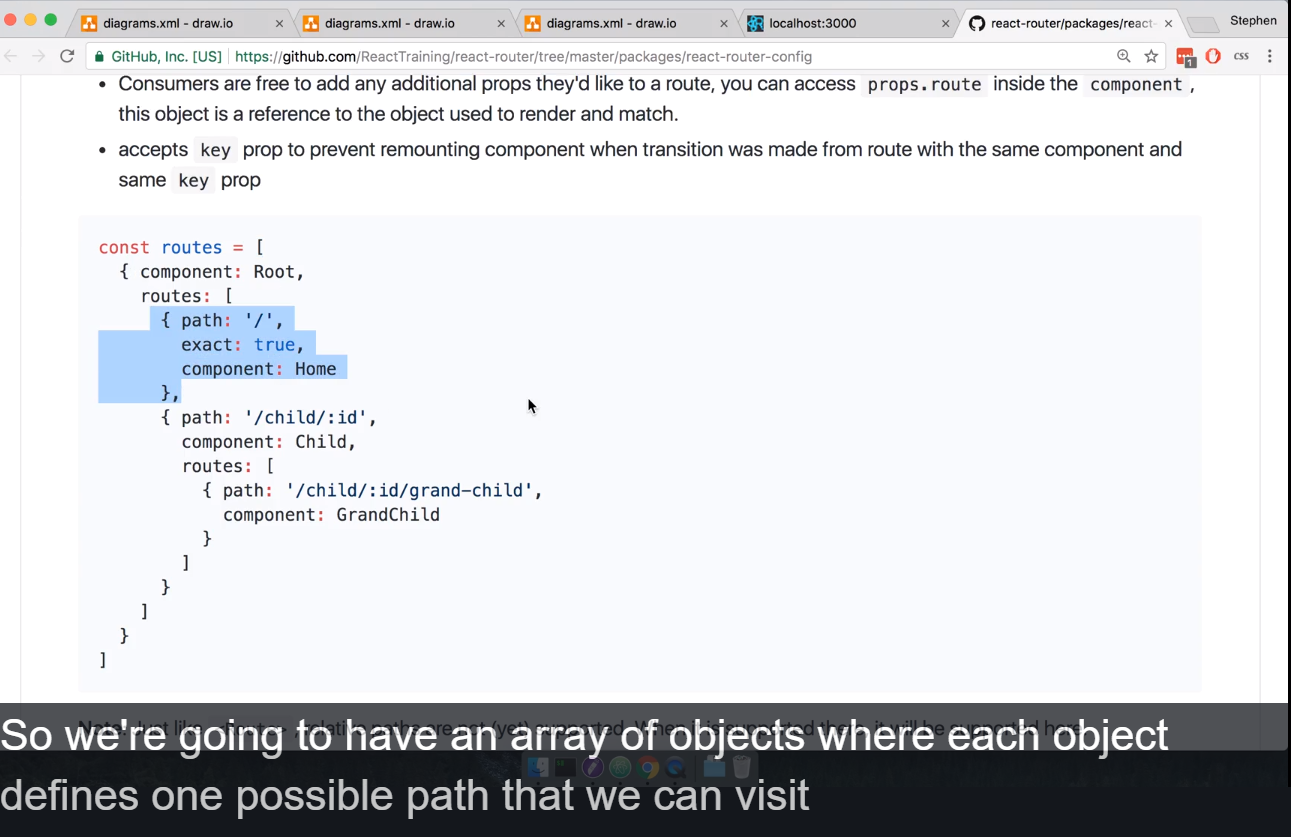 diagrams.xml - draw.io
diagrams.xml - draw.io
diagrams.xml - draw.io
localhost:3000
react-router/packages/react-
Stephen
GitHub, Inc. [US] https://github.com/ReactTraining/react-router/tree/master/packages/react-router-config
1
CSS
• Consumers are free to add any additional props they'd like to a route, you can access props.route inside the component,
this object is a reference to the object used to render and match.
• accepts key prop to prevent remounting component when transition was made from route with the same component and
same key prop
const routes = [
{ component: Root,
routes: [
{ path: '/',
exact: true,
component: Home
},
{ path: '/child/:id',
component: Child,
routes: [
{ path: '/child/:id/grand-child',
component: GrandChild
}
]
}
]
}
]
Note: Just like <Route>, relative paths are not (yet) supported. When it is supported there, it will be supported here.
So we're going to have an array of objects where each object
defines one possible path that we can visit